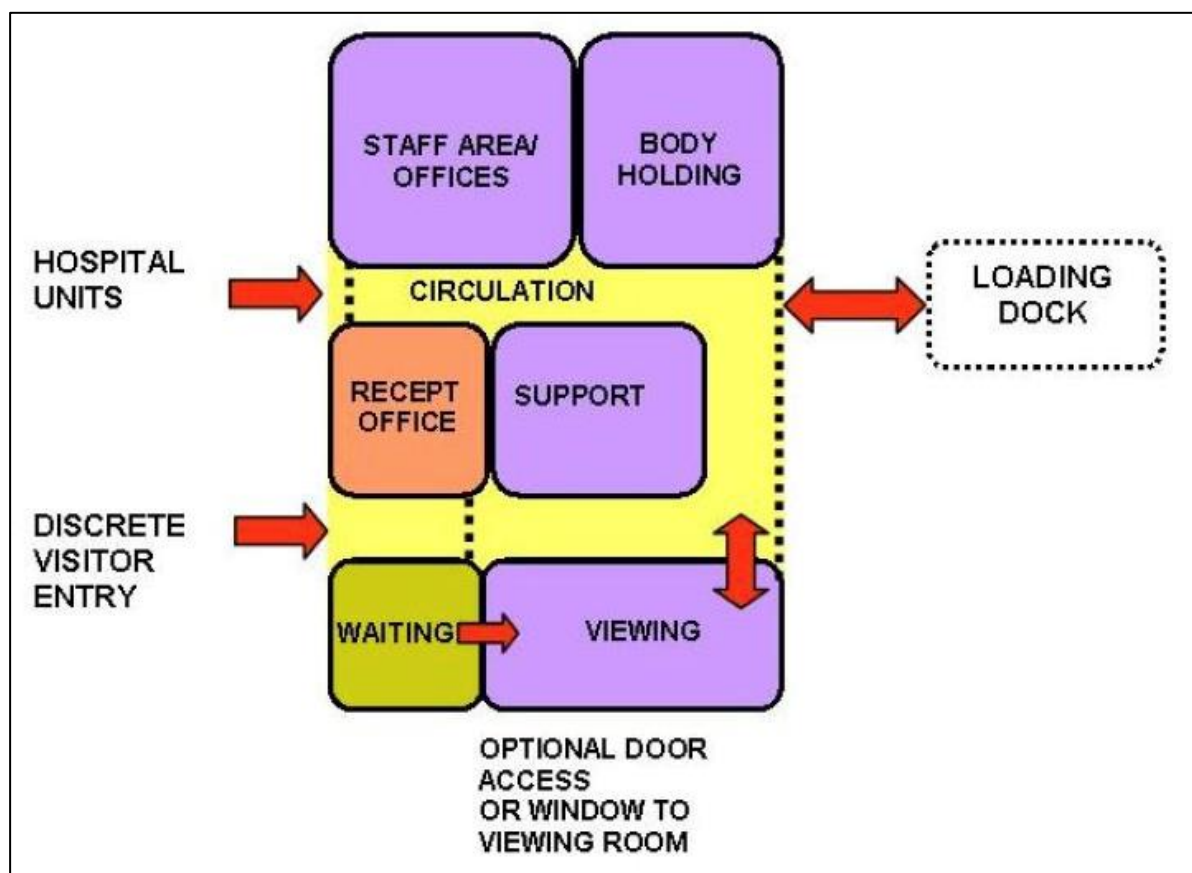 STAFF AREA/
OFFICES
BODY
HOLDING
HOSPITAL
UNITS
CIRCULATION
LOADING
DOCK
RECEPT
OFFICE
SUPPORT
DISCRETE
VISITOR
ENTRY
WAITING
VIEWING
OPTIONAL DOOR
ACCESS
OR WINDOW TO
VIEWING ROOM